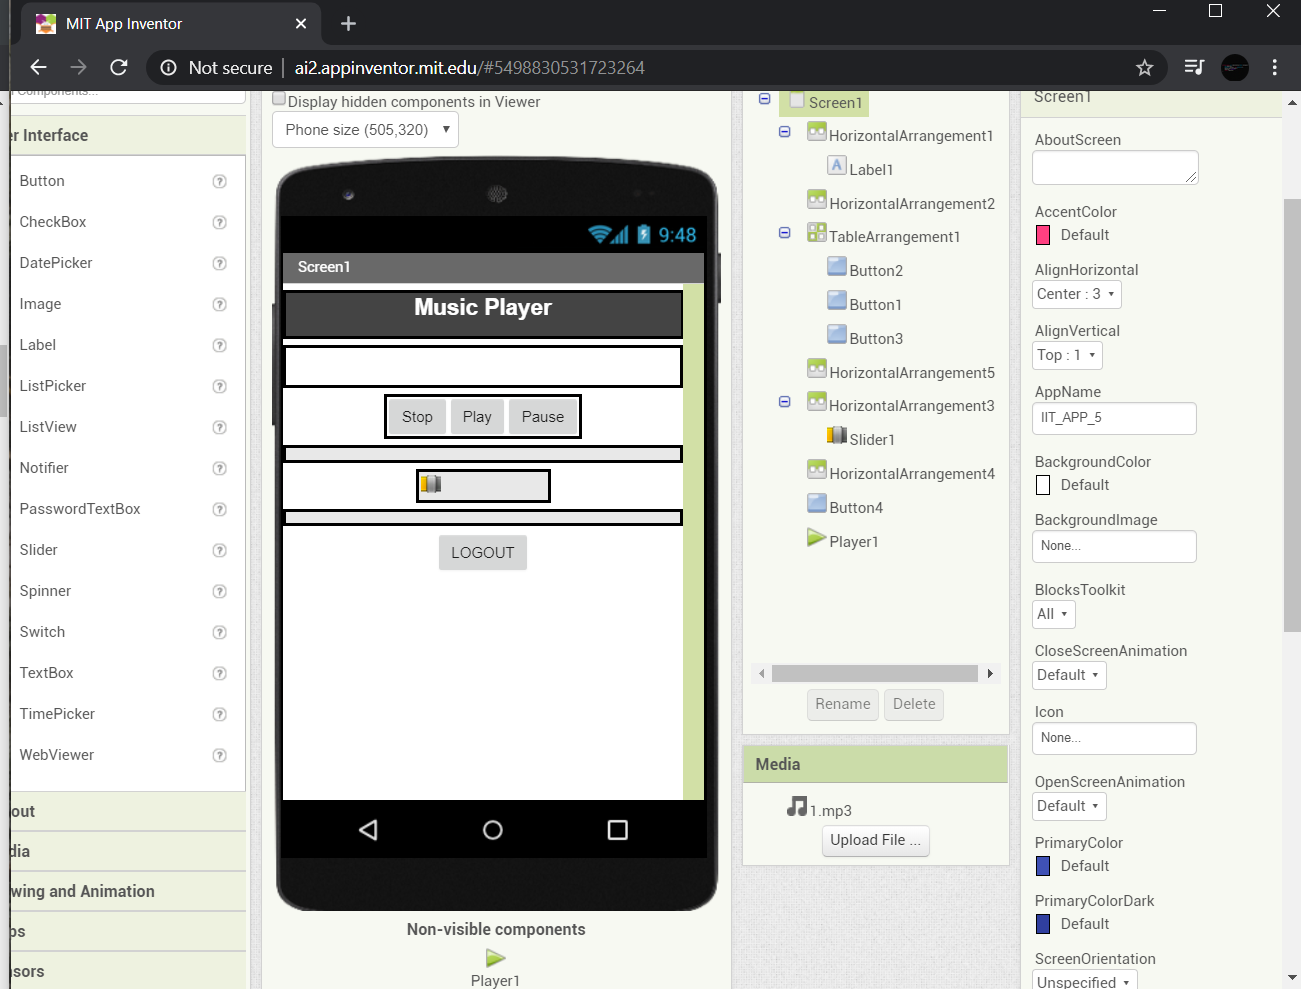 MIT App Inventor
Not secure
ai2.appinventor.mit.edu/#5498830531723264
Components...
er Interface
Button
CheckBox
DatePicker
Image
Label
ListPicker
ListView
Notifier
PasswordTextBox
Slider
Spinner
Switch
TextBox
TimePicker
WebViewer
out
dia
wing and Animation
ps
sors
Display hidden components in Viewer
Phone size (505,320)
9:48
Screen1
Music Player
Stop Play Pause
LOGOUT
Non-visible components
Player1
Screen1
HorizontalArrangement1
A Label1
HorizontalArrangement2
TableArrangement1
Button2
Button1
Button3
HorizontalArrangement5
HorizontalArrangement3
Slider1
HorizontalArrangement4
Button4
Player1
Rename Delete
Media
1.mp3
Upload File ...
Screen1
AboutScreen
AccentColor
Default
AlignHorizontal
Center : 3
AlignVertical
Top : 1
AppName
IIT_APP_5
BackgroundColor
Default
BackgroundImage
None...
BlocksToolkit
All
CloseScreenAnimation
Default
Icon
None...
OpenScreenAnimation
Default
PrimaryColor
Default
PrimaryColorDark
Default
ScreenOrientation
Unspecified